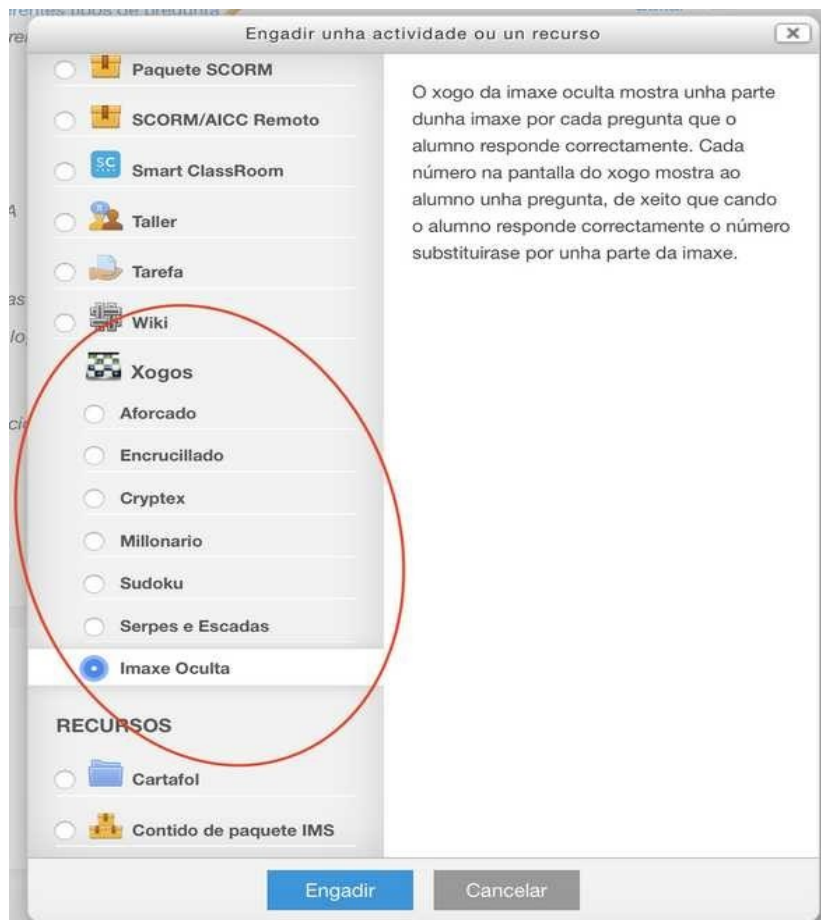 Engadir unha actividade ou un recurso
Paquete SCORM
SCORM/AICC Remoto
SC
Smart ClassRoom
Taller
Tarefa
Wiki
Xogos
Aforcado
Encrucillado
Cryptex
Millonario
Sudoku
Serpes e Escadas
Imaxe Oculta
RECURSOS
Cartafol
Contido de paquete IMS
O xogo da imaxe oculta mostra unha parte
dunha imaxe por cada pregunta que o
alumno responde correctamente. Cada
número na pantalla do xogo mostra ao
alumno unha pregunta, de xeito que cando
o alumno responde correctamente o número
substituirase por unha parte da imaxe.
Engadir
Cancelar